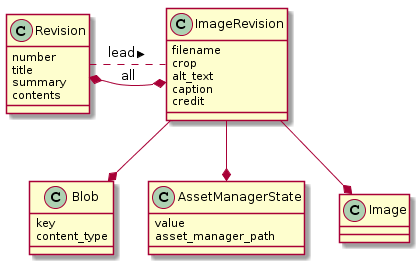 C Revision
number
title
summary
contents
lead ▶
all
C ImageRevision
filename
crop
alt_text
caption
credit
C Blob
key
content_type
C AssetManagerState
value
asset_manager_path
C Image